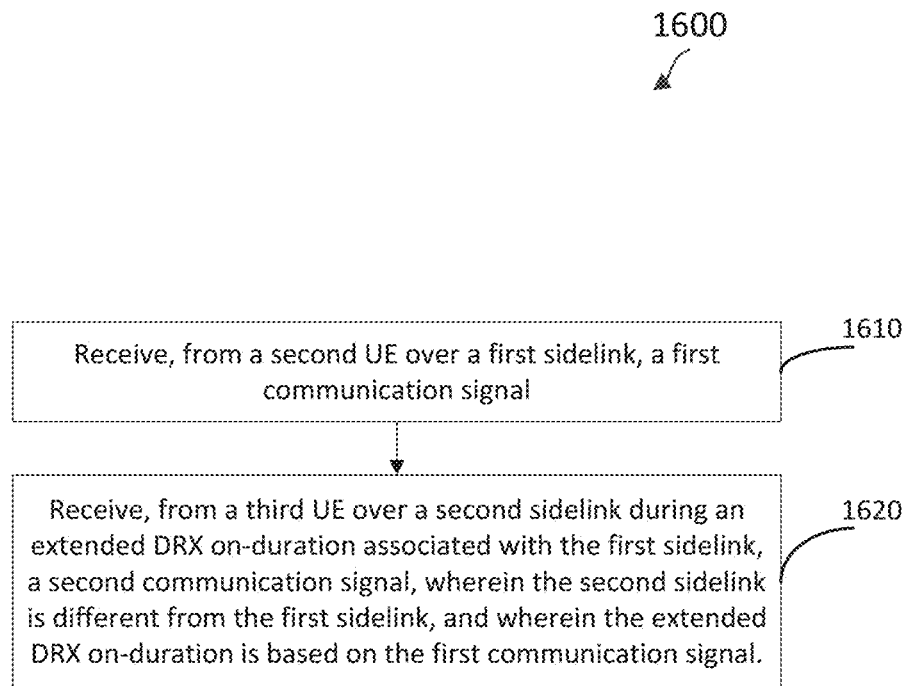 1600
Receive, from a second UE over a first sidelink, a first
communication signal
1610
Receive, from a third UE over a second sidelink during an
extended DRX on-duration associated with the first sidelink,
a second communication signal, wherein the second sidelink
is different from the first sidelink, and wherein the extended
DRX on-duration is based on the first communication signal.
1620